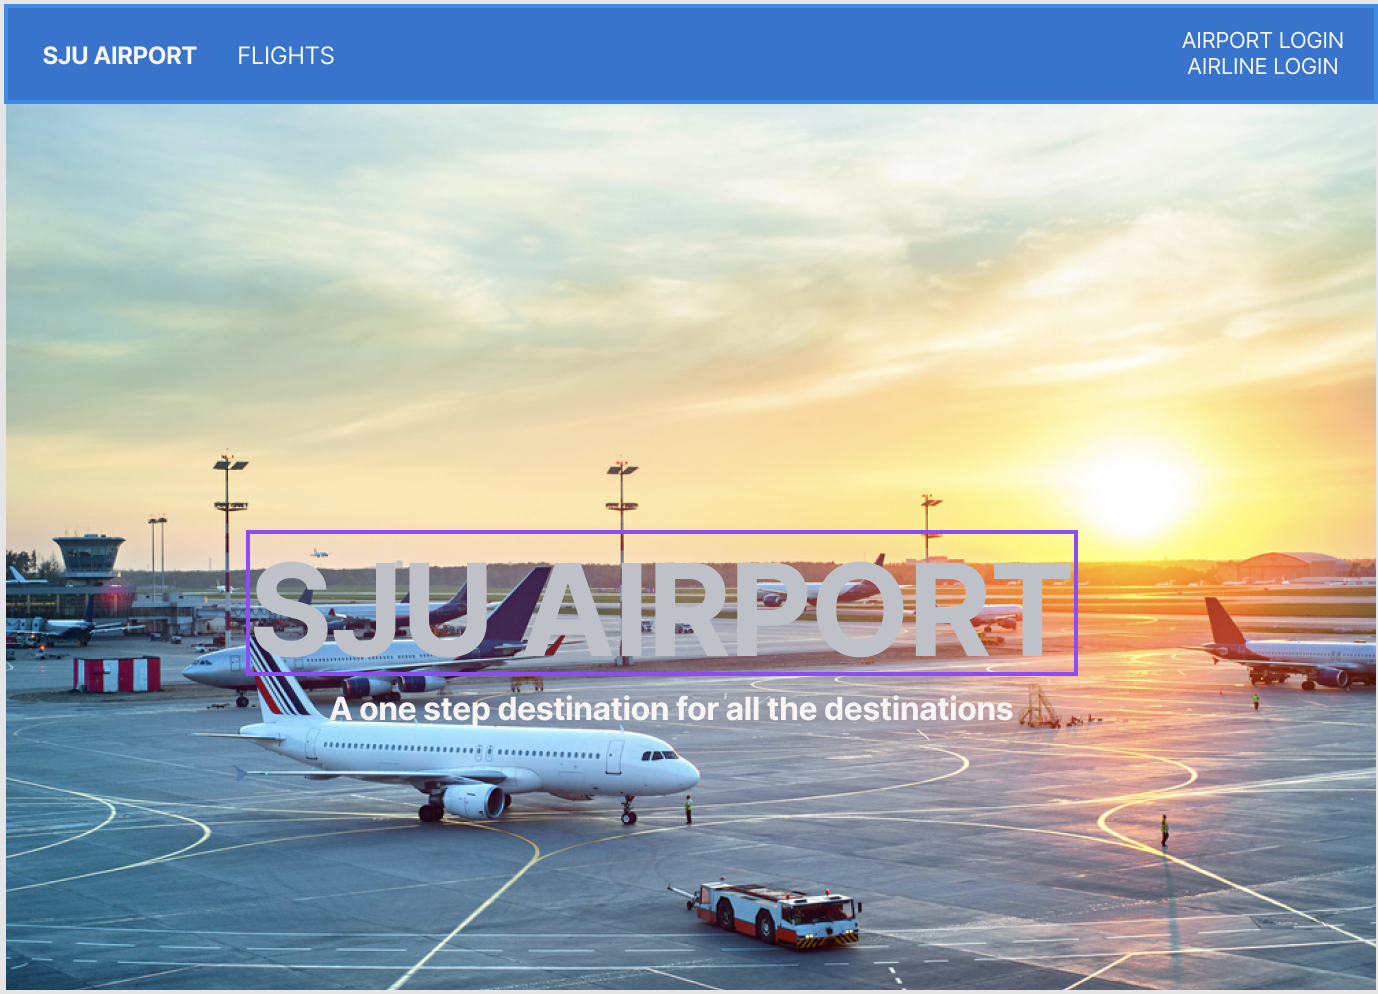 SJU AIRPORT FLIGHTS
AIRPORT LOGIN
AIRLINE LOGIN
SJU AIRPORT
A one step destination for all the destinations